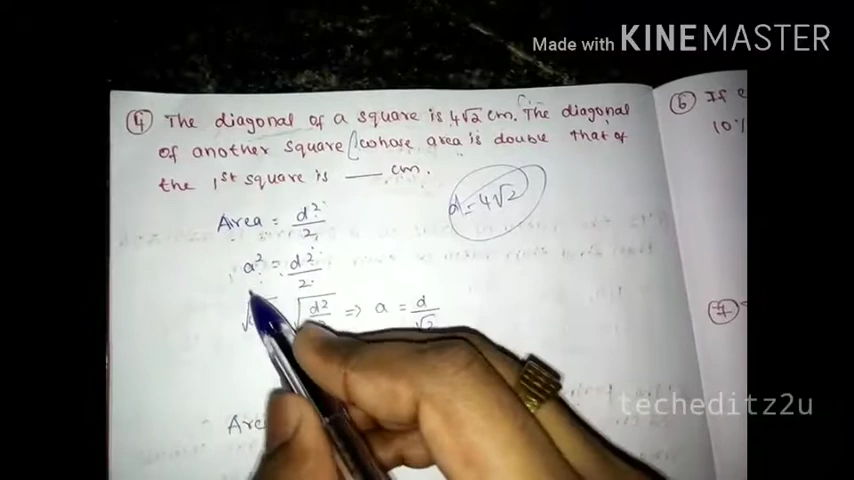 Made with KINEMASTER
④ The diagonal of a square is 4√2 cm. The diagonal
of another square whose area is double that of
the 1st square is ___ cm.
⑥ If
10%
d = 4√2
Area = d²/2
a² = d²/2
√d²/2 => a = d/√2
⑦
techeditz2u